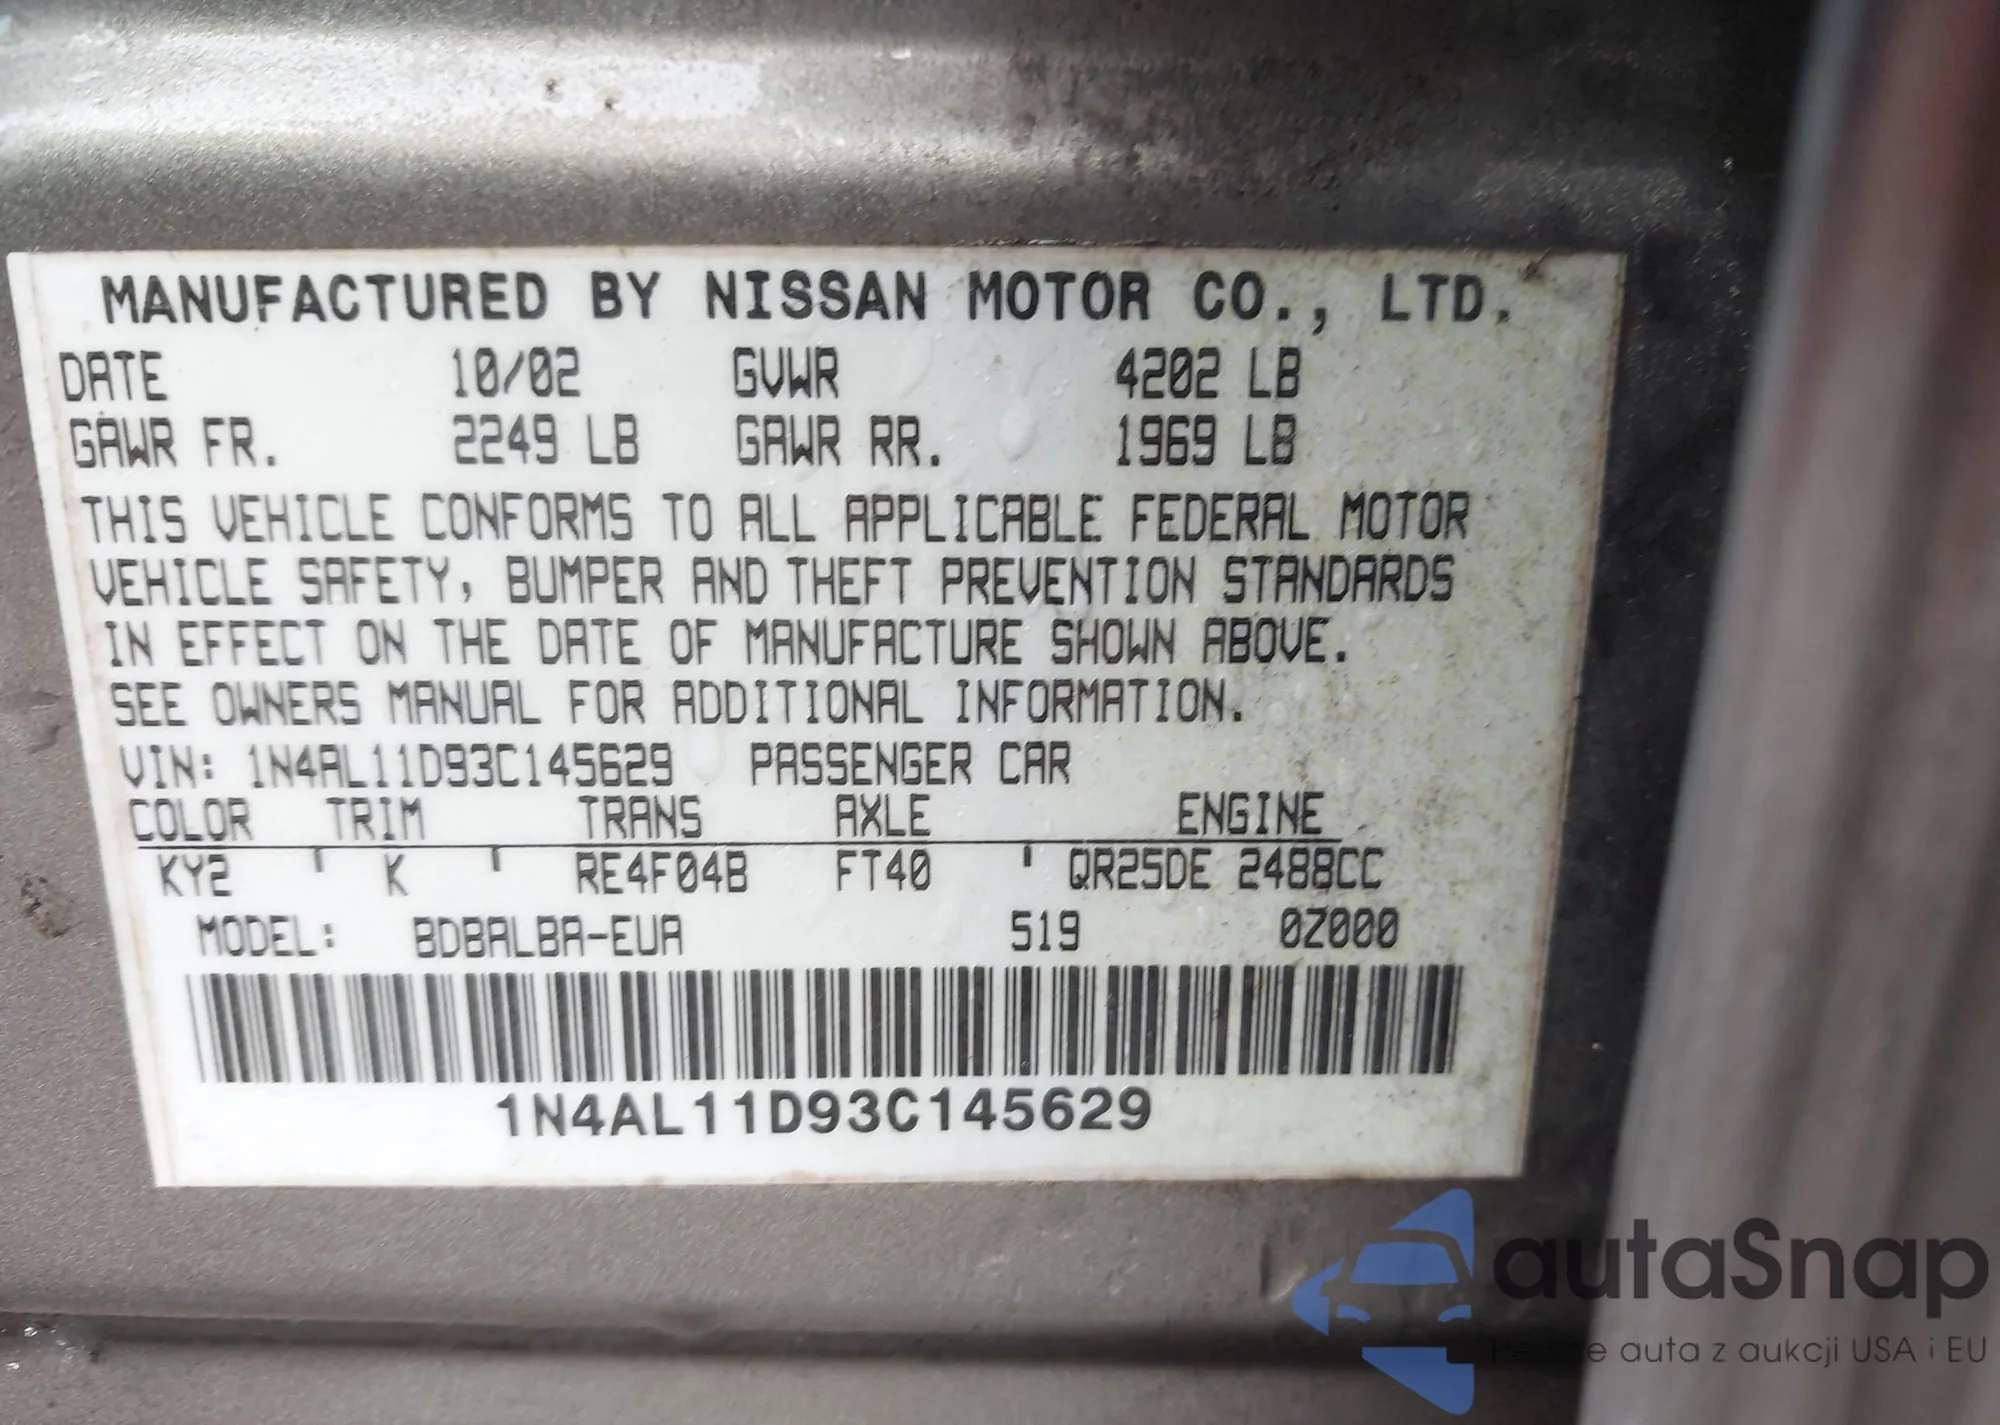 MANUFACTURED BY NISSAN MOTOR CO., LTD.
DATE 10/02 GVWR 4202 LB
GAWR FR. 2249 LB GAWR RR. 1969 LB
THIS VEHICLE CONFORMS TO ALL APPLICABLE FEDERAL MOTOR
VEHICLE SAFETY, BUMPER AND THEFT PREVENTION STANDARDS
IN EFFECT ON THE DATE OF MANUFACTURE SHOWN ABOVE.
SEE OWNERS MANUAL FOR ADDITIONAL INFORMATION.
VIN: 1N4AL11D93C145629 PASSENGER CAR
COLOR TRIM TRANS AXLE ENGINE
KY2 K RE4F04B FT40 QR25DE 2488CC
MODEL: BDBALBA-EUA 519 0Z000
1N4AL11D93C145629
autaSnap
auta z aukcji USA i EU